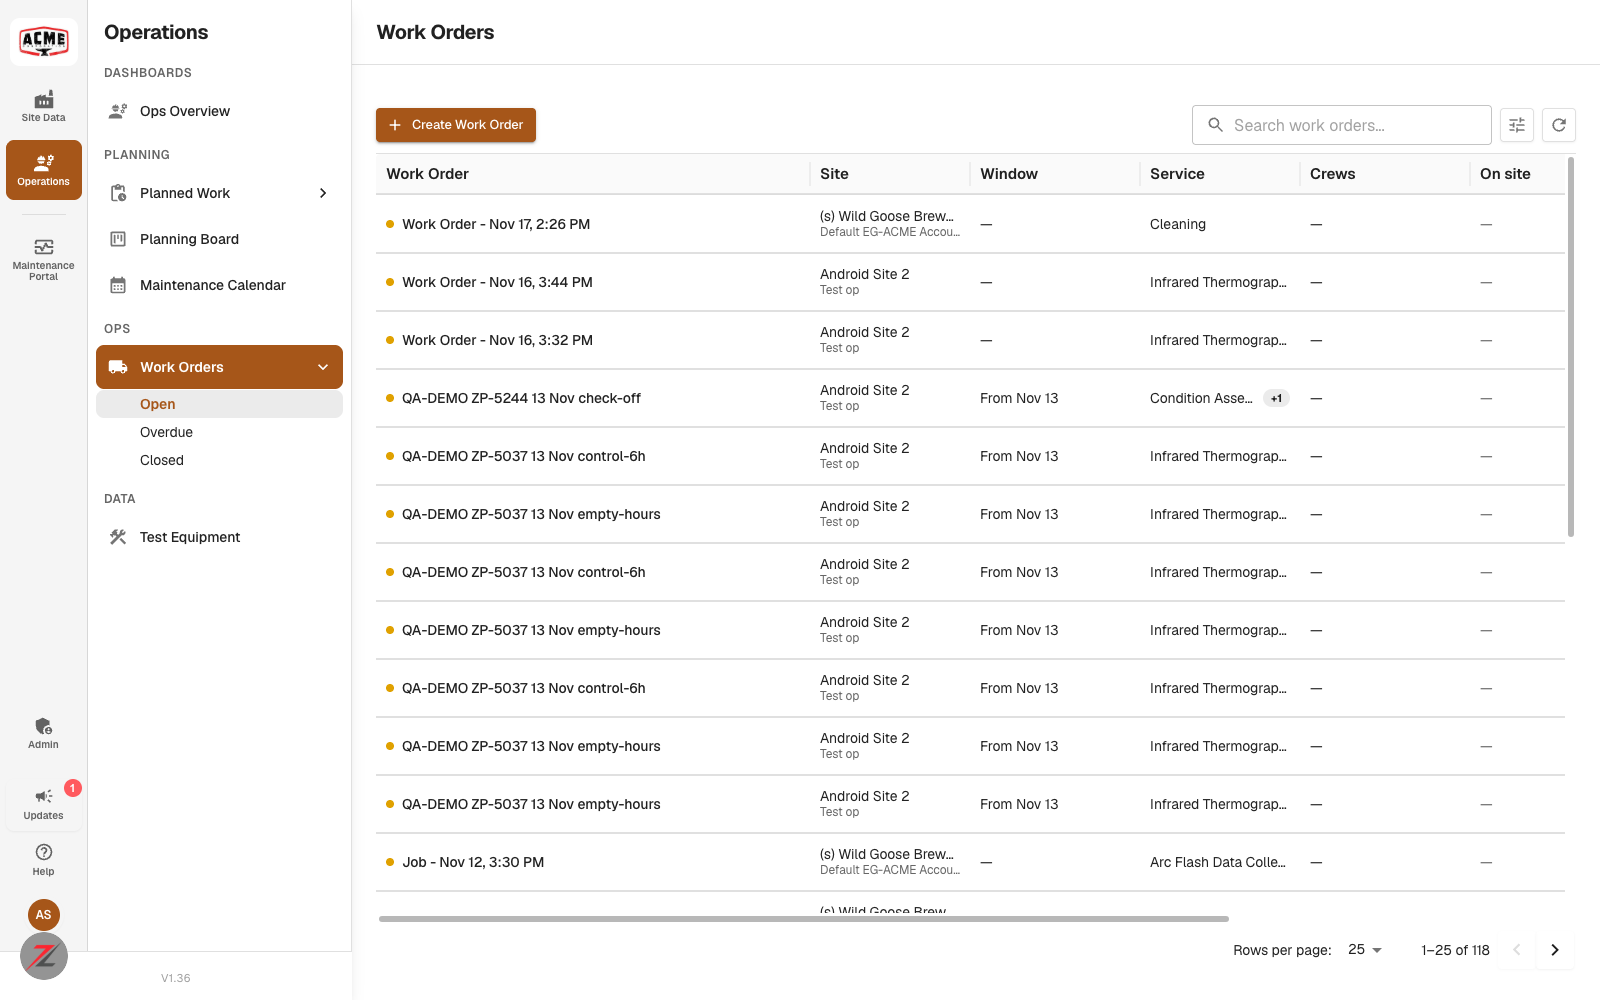 ACME
Site Data
Operations
Maintenance
Portal
Admin
1
Updates
Help
AS
Operations
DASHBOARDS
Ops Overview
PLANNING
Planned Work
Planning Board
Maintenance Calendar
OPS
Work Orders
Open
Overdue
Closed
DATA
Test Equipment
V1.36
Work Orders
Create Work Order
Search work orders...
Work Order Site Window Service Crews On site
Work Order - Nov 17, 2:26 PM (s) Wild Goose Brew... — Cleaning — —
Default EG-ACME Accou...
Work Order - Nov 16, 3:44 PM Android Site 2 — Infrared Thermograp... — —
Test op
Work Order - Nov 16, 3:32 PM Android Site 2 — Infrared Thermograp... — —
Test op
QA-DEMO ZP-5244 13 Nov check-off Android Site 2 From Nov 13 Condition Asse... +1 — —
Test op
QA-DEMO ZP-5037 13 Nov control-6h Android Site 2 From Nov 13 Infrared Thermograp... — —
Test op
QA-DEMO ZP-5037 13 Nov empty-hours Android Site 2 From Nov 13 Infrared Thermograp... — —
Test op
QA-DEMO ZP-5037 13 Nov control-6h Android Site 2 From Nov 13 Infrared Thermograp... — —
Test op
QA-DEMO ZP-5037 13 Nov empty-hours Android Site 2 From Nov 13 Infrared Thermograp... — —
Test op
QA-DEMO ZP-5037 13 Nov control-6h Android Site 2 From Nov 13 Infrared Thermograp... — —
Test op
QA-DEMO ZP-5037 13 Nov empty-hours Android Site 2 From Nov 13 Infrared Thermograp... — —
Test op
QA-DEMO ZP-5037 13 Nov empty-hours Android Site 2 From Nov 13 Infrared Thermograp... — —
Test op
Job - Nov 12, 3:30 PM (s) Wild Goose Brew... — Arc Flash Data Colle... — —
Default EG-ACME Accou...
(s) Wild Goose Brew
Rows per page: 25 1–25 of 118